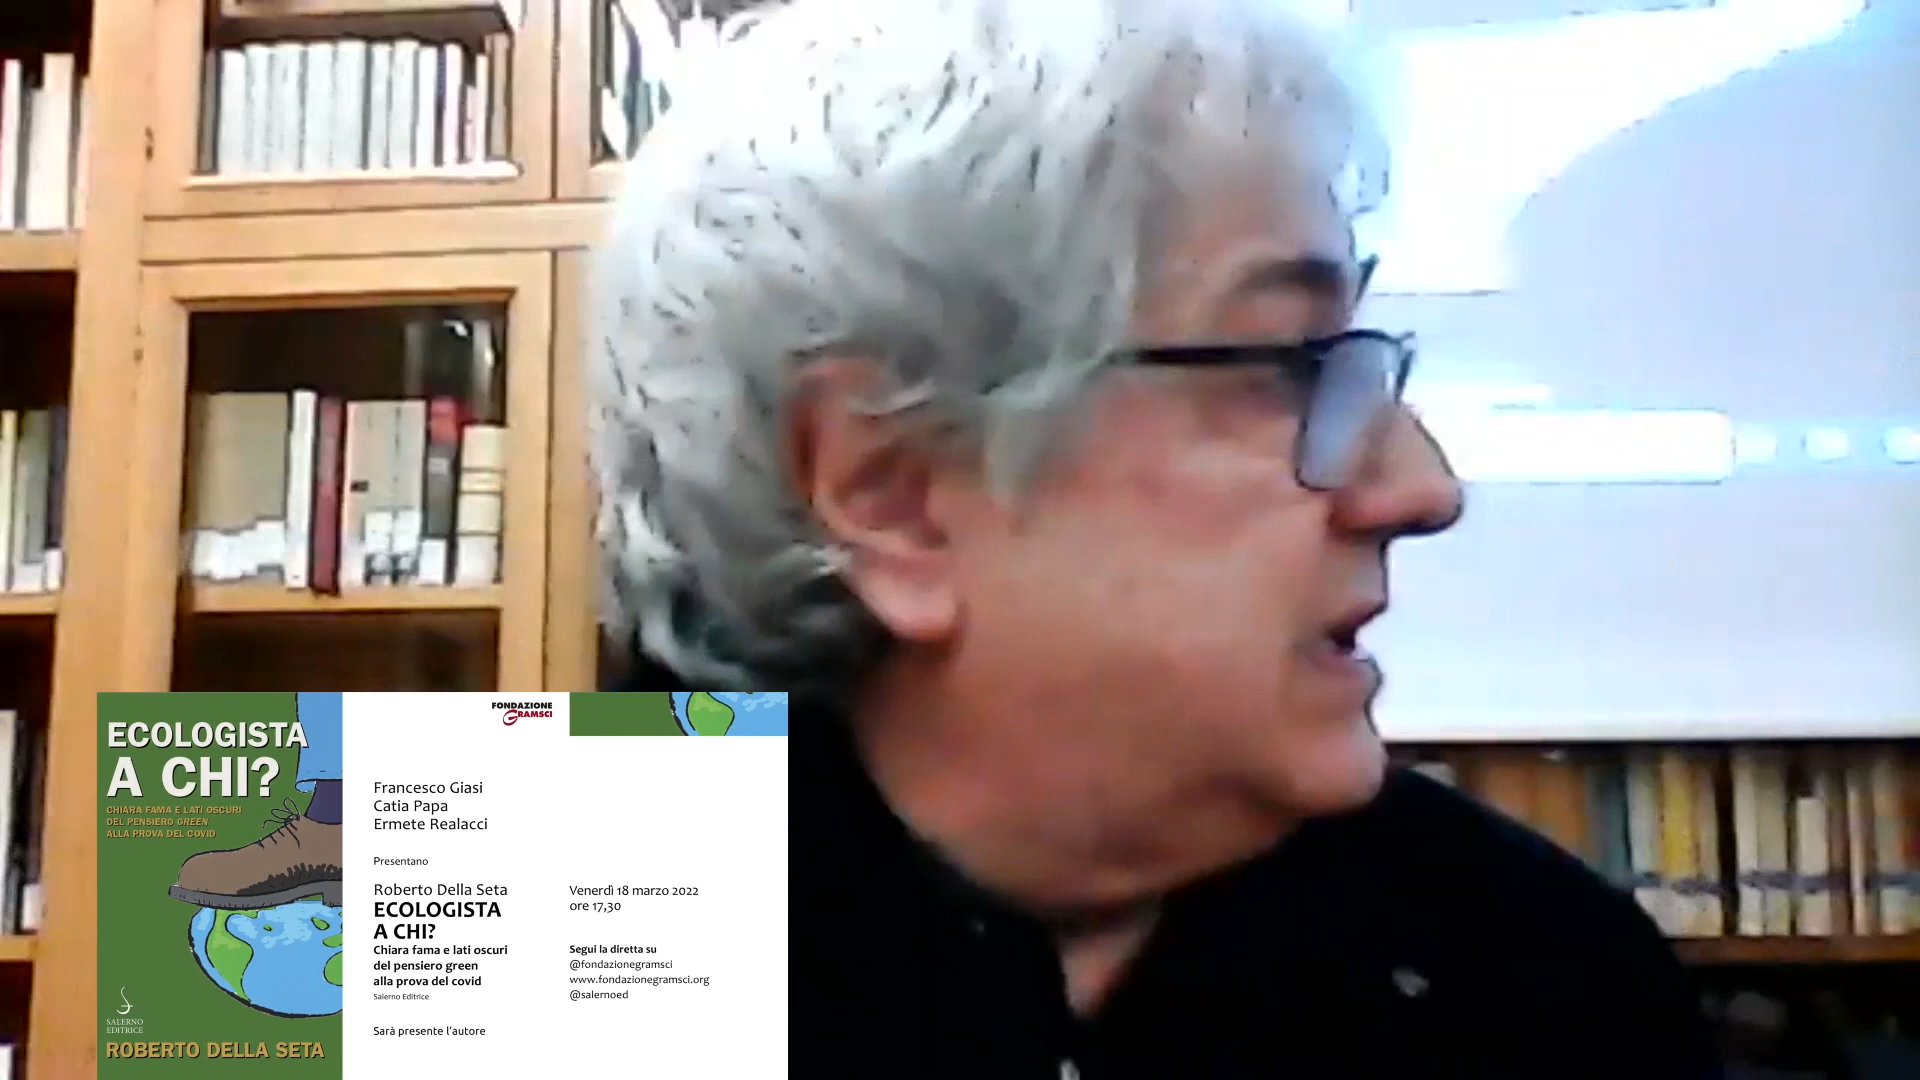 ECOLOGISTA
A CHI?
CHIARA FAMA E LATI OSCURI
DEL PENSIERO GREEN
ALLA PROVA DEL COVID
SALERNO
EDITRICE
ROBERTO DELLA SETA
FONDAZIONE
GRAMSCI
Francesco Giasi
Catia Papa
Ermete Realacci
Presentano
Roberto Della Seta
ECOLOGISTA
A CHI?
Chiara fama e lati oscuri
del pensiero green
alla prova del covid
Salerno Editrice
Sarà presente l'autore
Venerdì 18 marzo 2022
ore 17,30
Segui la diretta su
@fondazionegramsci
www.fondazionegramsci.org
@salernoed